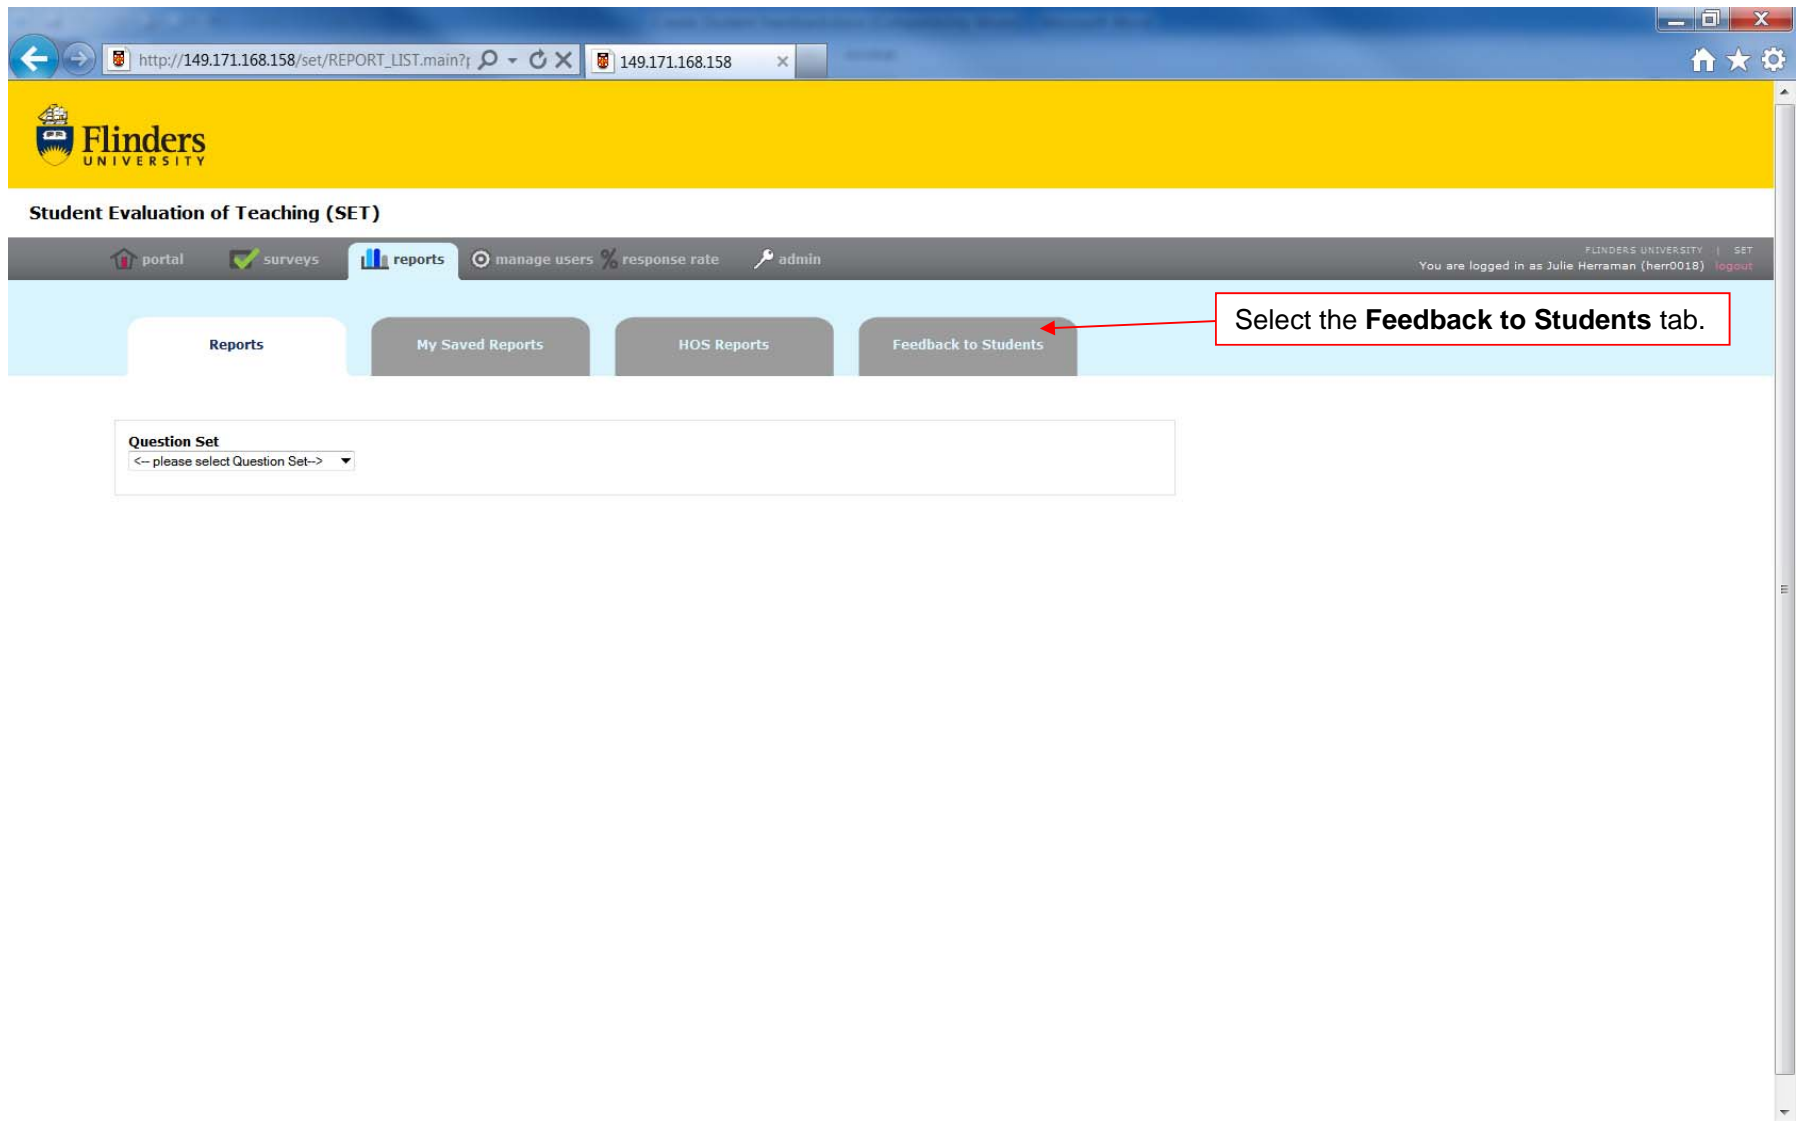 http://149.171.168.158/set/REPORT_LIST.main?
149.171.168.158
Flinders
UNIVERSITY
Student Evaluation of Teaching (SET)
portal surveys reports manage users response rate admin
FLINDERS UNIVERSITY | SET
You are logged in as Julie Herraman (herr0018) logout
Select the Feedback to Students tab.
Reports My Saved Reports HOS Reports Feedback to Students
Question Set
<-- please select Question Set-->